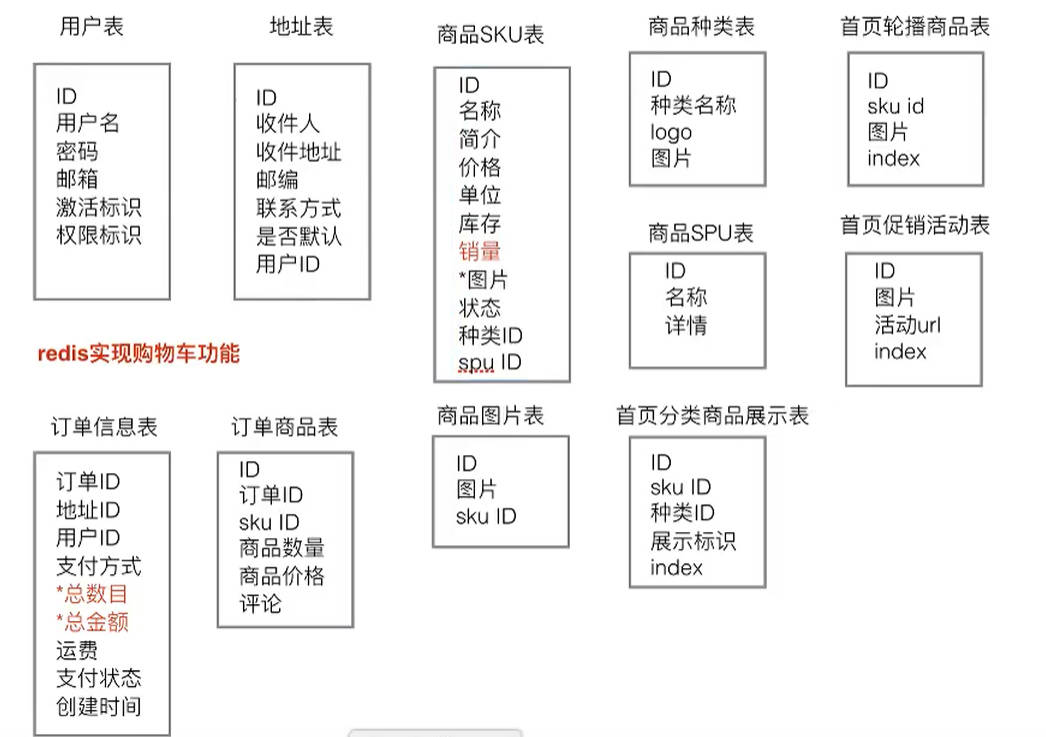 用户表
ID
用户名
密码
邮箱
激活标识
权限标识
地址表
ID
收件人
收件地址
邮编
联系方式
是否默认
用户ID
商品SKU表
ID
名称
简介
价格
单位
库存
销量
*图片
状态
种类ID
spu ID
商品种类表
ID
种类名称
logo
图片
首页轮播商品表
ID
sku id
图片
index
商品SPU表
ID
名称
详情
首页促销活动表
ID
图片
活动url
index
redis实现购物车功能
订单信息表
订单ID
地址ID
用户ID
支付方式
*总数目
*总金额
运费
支付状态
创建时间
订单商品表
ID
订单ID
sku ID
商品数量
商品价格
评论
商品图片表
ID
图片
sku ID
首页分类商品展示表
ID
sku ID
种类ID
展示标识
index